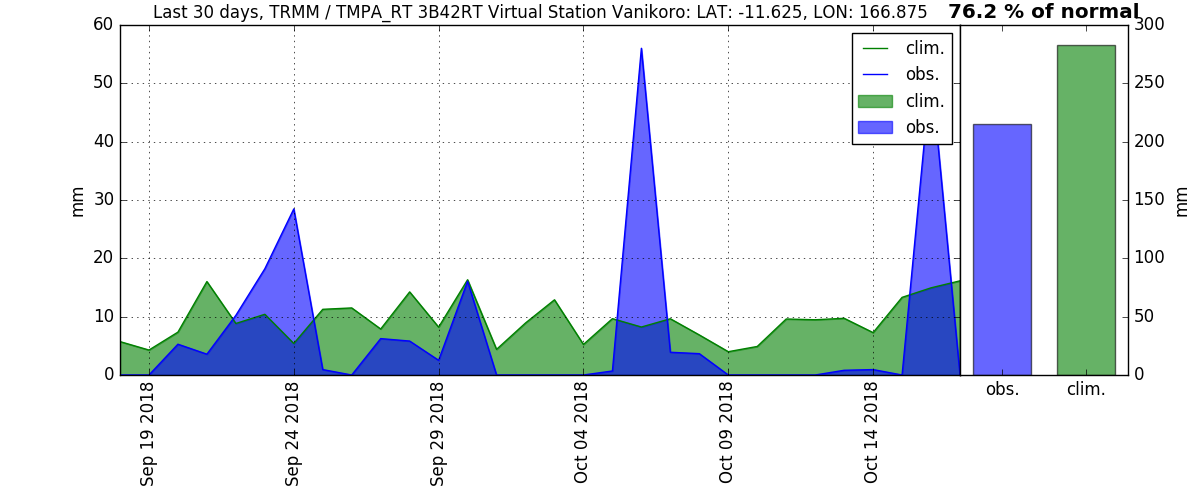 Last 30 days, TRMM / TMPA_RT 3B42RT Virtual Station Vanikoro: LAT: -11.625, LON: 166.875
76.2 % of normal
60
50
40
30
20
10
0
mm
clim.
obs.
clim.
obs.
Sep 19 2018
Sep 24 2018
Sep 29 2018
Oct 04 2018
Oct 09 2018
Oct 14 2018
300
250
200
150
100
50
0
mm
obs.
clim.